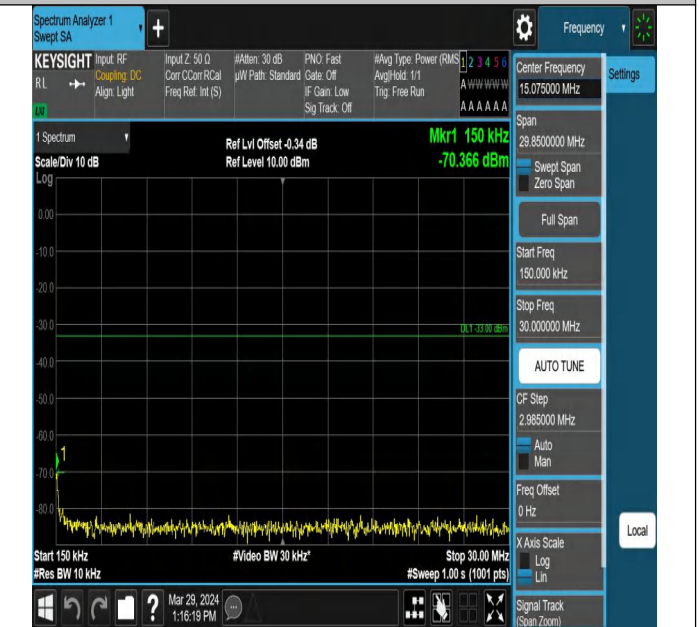 Spectrum Analyzer 1
Swept SA
+
Frequency
KEYSIGHT
RL
Input: RF
Coupling: DC
Align: Light
Input Z: 50 Ω
Corr CCorr RCal
Freq Ref: Int (S)
#Atten: 30 dB
µW Path: Standard
PNO: Fast
Gate: Off
IF Gain: Low
Sig Track: Off
#Avg Type: Power (RMS
Avg|Hold: 1/1
Trig: Free Run
1 2 3 4 5 6
A W W W W W
A A A A A A
1 Spectrum
Scale/Div 10 dB
Log
Ref Lvl Offset -0.34 dB
Ref Level 10.00 dBm
Mkr1 150 kHz
-70.366 dBm
0.00
-10.0
-20.0
-30.0
DL1 -33.00 dBm
-40.0
-50.0
-60.0
1
-70.0
-80.0
Start 150 kHz
#Video BW 30 kHz*
Stop 30.00 MHz
#Res BW 10 kHz
#Sweep 1.00 s (1001 pts)
?
Mar 29, 2024
1:16:19 PM
Center Frequency
15.075000 MHz
Settings
Span
29.8500000 MHz
Swept Span
Zero Span
Full Span
Start Freq
150.000 kHz
Stop Freq
30.000000 MHz
AUTO TUNE
CF Step
2.985000 MHz
Auto
Man
Freq Offset
0 Hz
X Axis Scale
Log
Lin
Local
Signal Track
(Span Zoom)